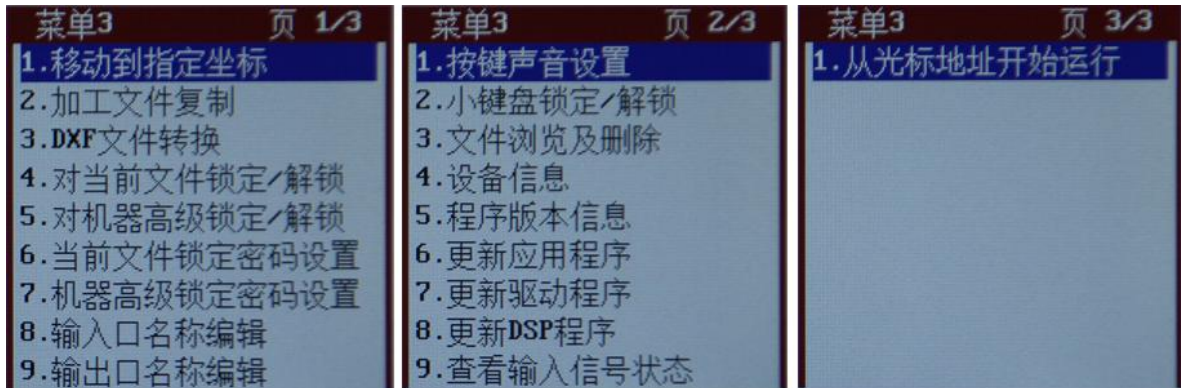 菜单3 页 1/3
1.移动到指定坐标
2.加工文件复制
3.DXF文件转换
4.对当前文件锁定/解锁
5.对机器高级锁定/解锁
6.当前文件锁定密码设置
7.机器高级锁定密码设置
8.输入口名称编辑
9.输出口名称编辑
菜单3 页 2/3
1.按键声音设置
2.小键盘锁定/解锁
3.文件浏览及删除
4.设备信息
5.程序版本信息
6.更新应用程序
7.更新驱动程序
8.更新DSP程序
9.查看输入信号状态
菜单3 页 3/3
1.从光标地址开始运行